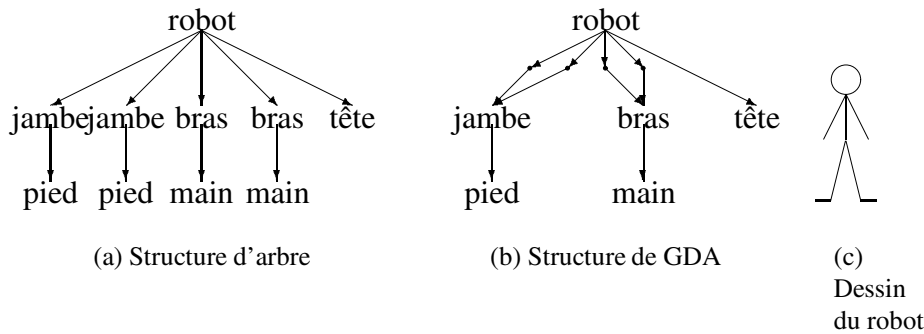 robot
jambe jambe bras bras tête
pied pied main main
(a) Structure d'arbre
robot
jambe bras tête
pied main
(b) Structure de GDA
(c)
Dessin
du robot